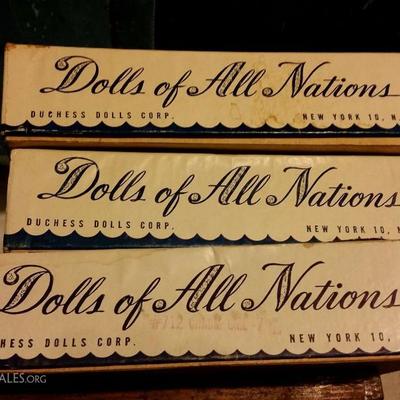 Dolls of All Nations
DUCHESS DOLLS CORP. NEW YORK 10, N.
Dolls of All Nations
DUCHESS DOLLS CORP. NEW YORK 10, N
Dolls of All Nations
HESS DOLLS CORP. NEW YORK 10,
ALES.ORG